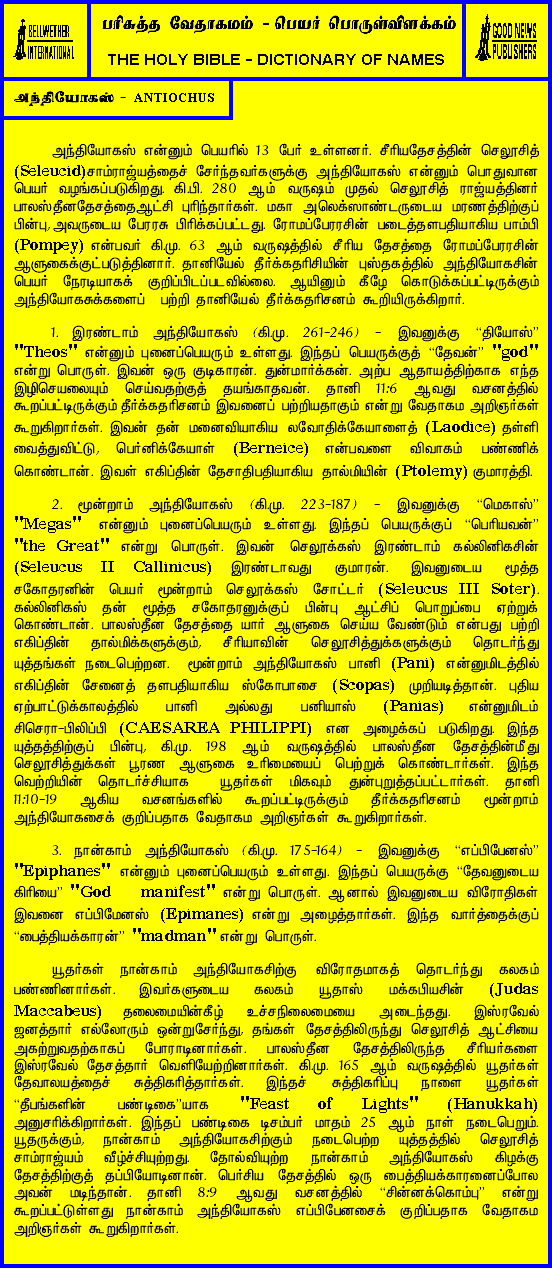 BELLWETHER
INTERNATIONAL
பரிசுத்த வேதாகமம் - பெயர் பொருள்விளக்கம்
THE HOLY BIBLE - DICTIONARY OF NAMES
GOOD NEWS
PUBLISHERS
அந்தியோகஸ் - ANTIOCHUS
அந்தியோகஸ் என்னும் பெயரில் 13 பேர் உள்ளனர். சீரியதேசத்தின் செலூசித்
(Seleucid)சாம்ராஜ்யத்தைச் சேர்ந்தவர்களுக்கு அந்தியோகஸ் என்னும் பொதுவான
பெயர் வழங்கப்படுகிறது. கி.பி. 280 ஆம் வருஷம் முதல் செலூசித் ராஜ்யத்தினர்
பாலஸ்தீனதேசத்தைஆட்சி புரிந்தார்கள். மகா அலெக்ஸாண்டருடைய மரணத்திற்குப்
பின்பு,அவருடைய பேரரசு பிரிக்கப்பட்டது. ரோமப்பேரரசின் படைத்தளபதியாகிய பாம்பி
(Pompey) என்பவர் கி.மு. 63 ஆம் வருஷத்தில் சீரிய தேசத்தை ரோமப்பேரரசின்
ஆளுகைக்குட்படுத்தினார். தானியேல் தீர்க்கதரிசியின் புஸ்தகத்தில் அந்தியோகசின்
பெயர் நேரடியாகக் குறிப்பிடப்படவில்லை. ஆயினும் கீழே கொடுக்கப்பட்டிருக்கும்
அந்தியோகசுக்களைப் பற்றி தானியேல் தீர்க்கதரிசனம் கூறியிருக்கிறார்.
1. இரண்டாம் அந்தியோகஸ் (கி.மு. 261-246) - இவனுக்கு “தியோஸ்”
"Theos" என்னும் புனைப்பெயரும் உள்ளது. இந்தப் பெயருக்குத் “தேவன்” "god"
என்று பொருள். இவன் ஒரு குடிகாரன். துன்மார்க்கன். அற்ப ஆதாயத்திற்காக எந்த
இழிசெயலையும் செய்வதற்குத் தயங்காதவன். தானி 11:6 ஆவது வசனத்தில்
கூறப்பட்டிருக்கும் தீர்க்கதரிசனம் இவனைப் பற்றியதாகும் என்று வேதாகம அறிஞர்கள்
கூறுகிறார்கள். இவன் தன் மனைவியாகிய லவோதிக்கேயாளைத் (Laodice) தள்ளி
வைத்துவிட்டு, பெர்னிக்கேயாள் (Berneice) என்பவளை விவாகம் பண்ணிக்
கொண்டான். இவள் எகிப்தின் தேசாதிபதியாகிய தால்மியின் (Ptolemy) குமாரத்தி.
2. மூன்றாம் அந்தியோகஸ் (கி.மு. 223-187) - இவனுக்கு “மெகாஸ்”
"Megas" என்னும் புனைப்பெயரும் உள்ளது. இந்தப் பெயருக்குப் “பெரியவன்”
"the Great" என்று பொருள். இவன் செலூக்கஸ் இரண்டாம் கல்லினிகசின்
(Seleucus II Callinicus) இரண்டாவது குமாரன். இவனுடைய மூத்த
சகோதரனின் பெயர் மூன்றாம் செலூக்கஸ் சோட்டர் (Seleucus III Soter).
கல்லினிகஸ் தன் மூத்த சகோதரனுக்குப் பின்பு ஆட்சிப் பொறுப்பை ஏற்றுக்
கொண்டான். பாலஸ்தீன தேசத்தை யார் ஆளுகை செய்ய வேண்டும் என்பது பற்றி
எகிப்தின் தால்மிக்களுக்கும், சீரியாவின் செலூசித்துக்களுக்கும் தொடர்ந்து
யுத்தங்கள் நடைபெற்றன. மூன்றாம் அந்தியோகஸ் பானி (Pani) என்னுமிடத்தில்
எகிப்தின் சேனைத் தளபதியாகிய ஸ்கோபாசை (Scopas) முறியடித்தான். புதிய
ஏற்பாட்டுக்காலத்தில் பானி அல்லது பனியாஸ் (Panias) என்னுமிடம்
சிசெரா-பிலிப்பி (CAESAREA PHILIPPI) என அழைக்கப் படுகிறது. இந்த
யுத்தத்திற்குப் பின்பு, கி.மு. 198 ஆம் வருஷத்தில் பாலஸ்தீன தேசத்தின்மீது
செலூசித்துக்கள் பூரண ஆளுகை உரிமையைப் பெற்றுக் கொண்டார்கள். இந்த
வெற்றியின் தொடர்ச்சியாக யூதர்கள் மிகவும் துன்புறுத்தப்பட்டார்கள். தானி
11:10-19 ஆகிய வசனங்களில் கூறப்பட்டிருக்கும் தீர்க்கதரிசனம் மூன்றாம்
அந்தியோகசைக் குறிப்பதாக வேதாகம அறிஞர்கள் கூறுகிறார்கள்.
3. நான்காம் அந்தியோகஸ் (கி.மு. 175-164) - இவனுக்கு “எப்பிபேனஸ்”
"Epiphanes" என்னும் புனைப்பெயரும் உள்ளது. இந்தப் பெயருக்கு “தேவனுடைய
கிரியை” "God manifest" என்று பொருள். ஆனால் இவனுடைய விரோதிகள்
இவனை எப்பிமேனஸ் (Epimanes) என்று அழைத்தார்கள். இந்த வார்த்தைக்குப்
“பைத்தியக்காரன்” "madman" என்று பொருள்.
யூதர்கள் நான்காம் அந்தியோகசிற்கு விரோதமாகத் தொடர்ந்து கலகம்
பண்ணினார்கள். இவர்களுடைய கலகம் யூதாஸ் மக்கபியசின் (Judas
Maccabeus) தலைமையின்கீழ் உச்சநிலைமையை அடைந்தது. இஸ்ரவேல்
ஜனத்தார் எல்லோரும் ஒன்றுசேர்ந்து, தங்கள் தேசத்திலிருந்து செலூசித் ஆட்சியை
அகற்றுவதற்காகப் போராடினார்கள். பாலஸ்தீன தேசத்திலிருந்த சீரியர்களை
இஸ்ரவேல் தேசத்தார் வெளியேற்றினார்கள். கி.மு. 165 ஆம் வருஷத்தில் யூதர்கள்
தேவாலயத்தைச் சுத்திகரித்தார்கள். இந்தச் சுத்திகரிப்பு நாளை யூதர்கள்
“தீபங்களின் பண்டிகை”யாக "Feast of Lights" (Hanukkah)
அனுசரிக்கிறார்கள். இந்தப் பண்டிகை டிசம்பர் மாதம் 25 ஆம் நாள் நடைபெறும்.
யூதருக்கும், நான்காம் அந்தியோகசிற்கும் நடைபெற்ற யுத்தத்தில் செலூசித்
சாம்ராஜ்யம் வீழ்ச்சியுற்றது. தோல்வியுற்ற நான்காம் அந்தியோகஸ் கிழக்கு
தேசத்திற்குத் தப்பியோடினான். பெர்சிய தேசத்தில் ஒரு பைத்தியக்காரனைப்போல
அவன் மடிந்தான். தானி 8:9 ஆவது வசனத்தில் “சின்னக்கொம்பு” என்று
கூறப்பட்டுள்ளது நான்காம் அந்தியோகஸ் எப்பிபேனசைக் குறிப்பதாக வேதாகம
அறிஞர்கள் கூறுகிறார்கள்.